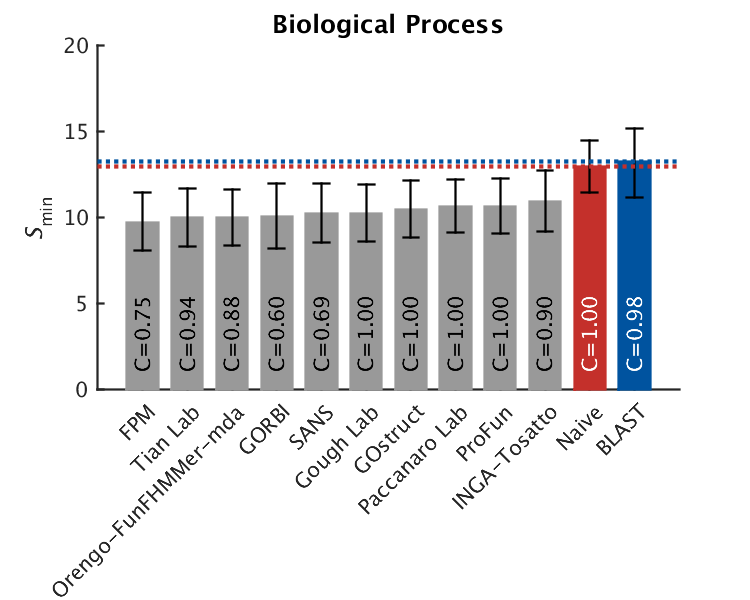 Biological Process
20
15
10
5
0
Smin
C=0.75
C=0.94
C=0.88
C=0.60
C=0.69
C=1.00
C=1.00
C=1.00
C=1.00
C=0.90
C=1.00
C=0.98
FPM
Tian Lab
Orengo-FunFHMMer-mda
GORBI
SANS
Gough Lab
GOstruct
Paccanaro Lab
ProFun
INGA-Tosatto
Naive
BLAST